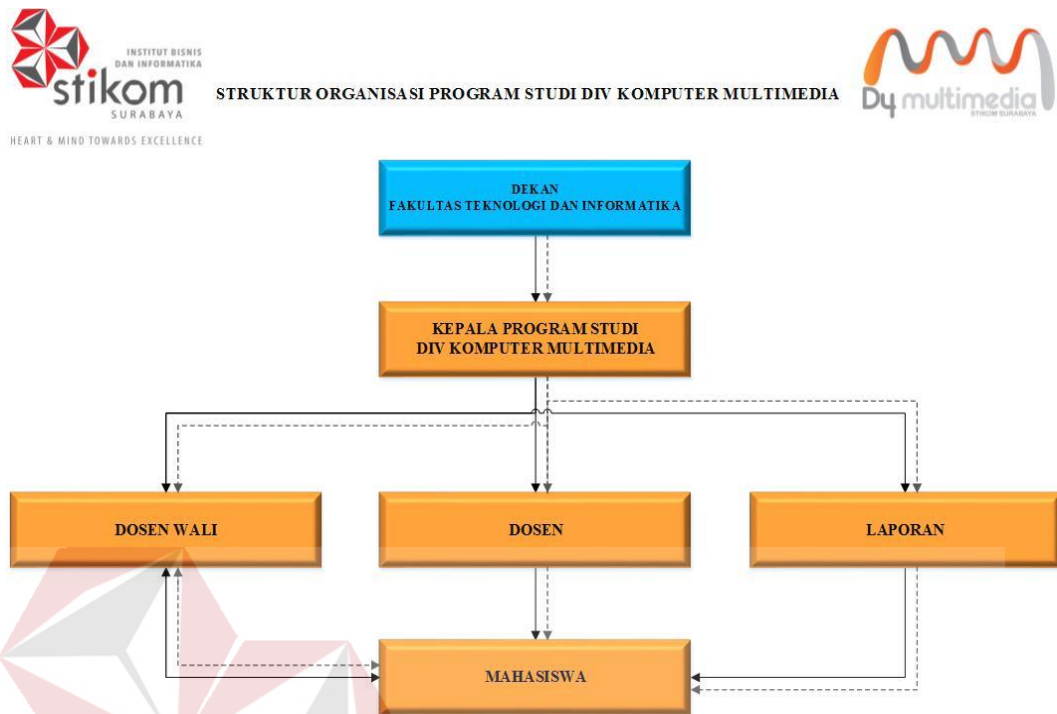 INSTITUT BISNIS
DAN INFORMATIKA
stikom
SURABAYA
HEART & MIND TOWARDS EXCELLENCE
STRUKTUR ORGANISASI PROGRAM STUDI DIV KOMPUTER MULTIMEDIA
D4 multimedia
STIKOM SURABAYA
DEKAN
FAKULTAS TEKNOLOGI DAN INFORMATIKA
KEPALA PROGRAM STUDI
DIV KOMPUTER MULTIMEDIA
DOSEN WALI
DOSEN
LAPORAN
MAHASISWA